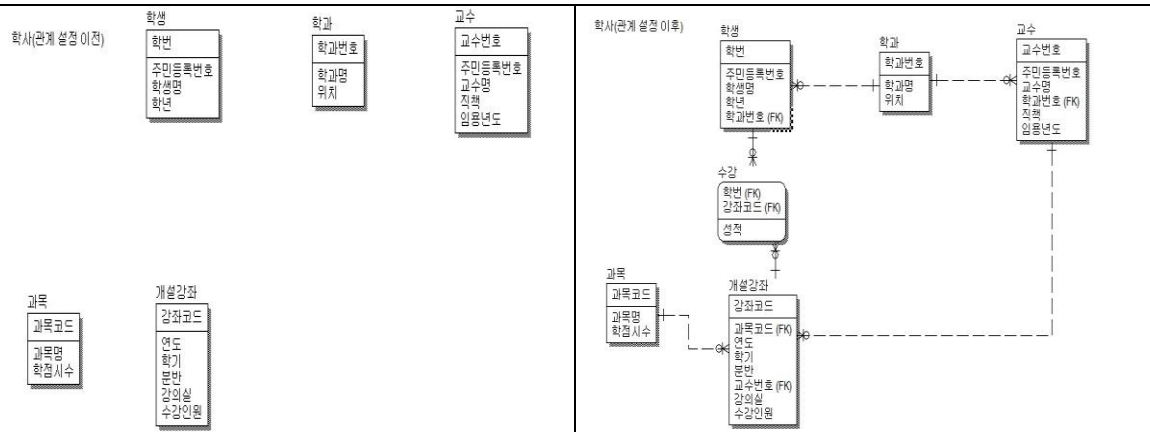 학사(관계 설정 이전)
학생
학번
주민등록번호
학생명
학년
학과
학과번호
학과명
위치
교수
교수번호
주민등록번호
교수명
직책
임용년도
과목
과목코드
과목명
학점시수
개설강좌
강좌코드
연도
학기
분반
강의실
수강인원
학사(관계 설정 이후)
학생
학번
주민등록번호
학생명
학년
학과번호 (FK)
학과
학과번호
학과명
위치
교수
교수번호
주민등록번호
교수명
학과번호 (FK)
직책
임용년도
수강
학번 (FK)
강좌코드 (FK)
성적
과목
과목코드
과목명
학점시수
개설강좌
강좌코드
과목코드 (FK)
연도
학기
분반
교수번호 (FK)
강의실
수강인원